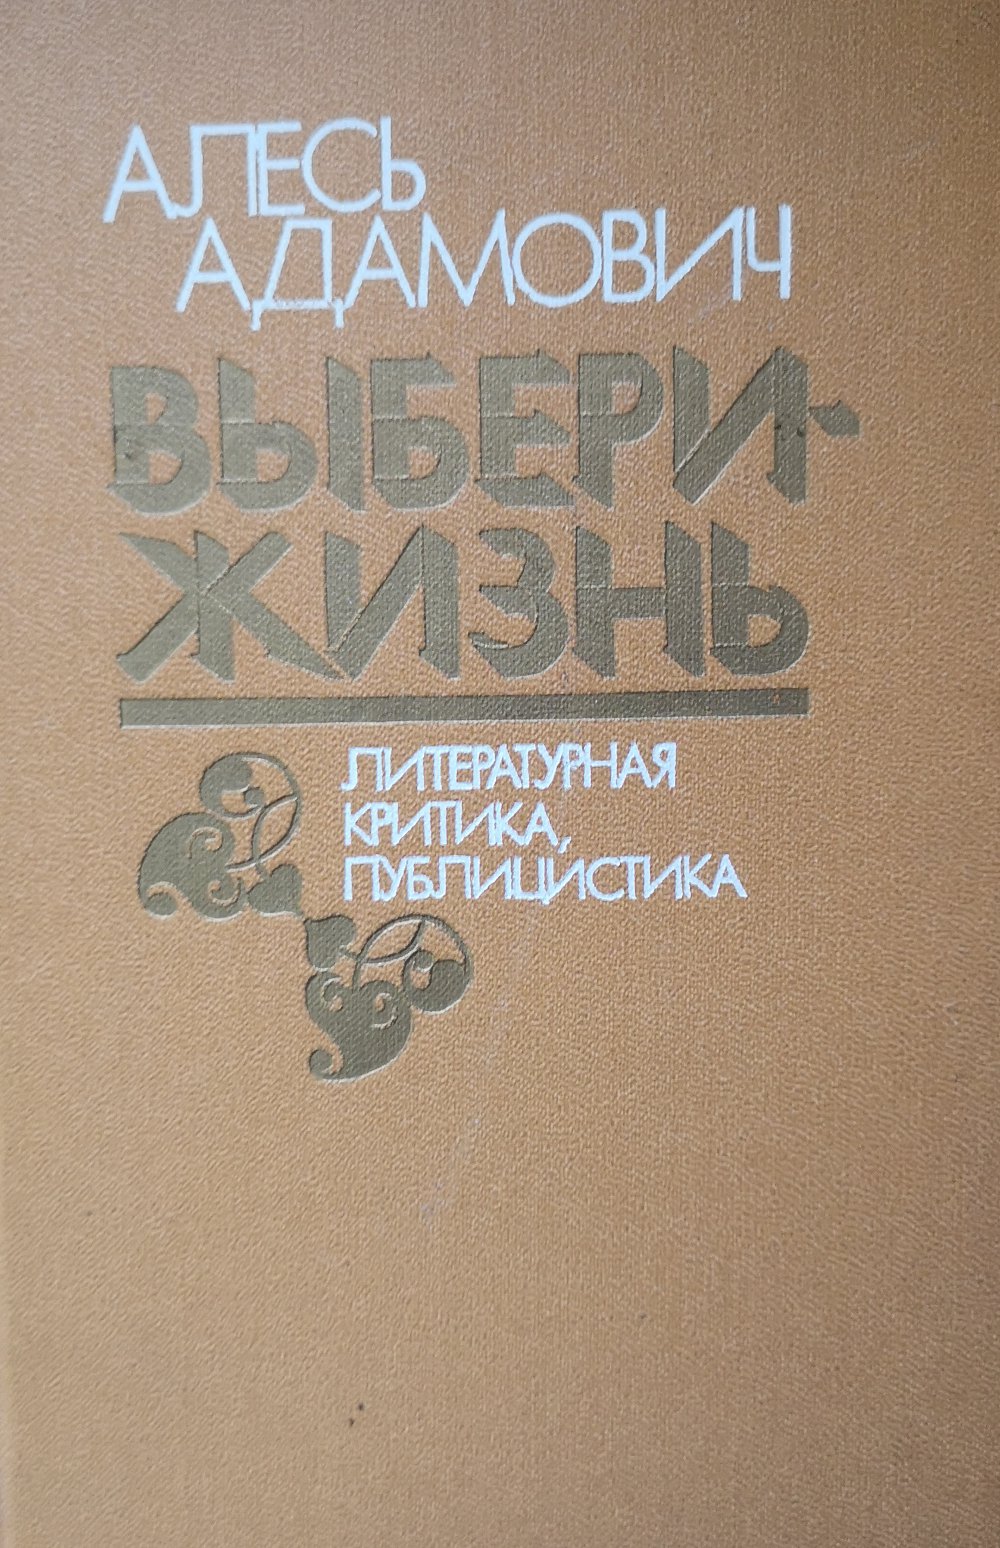 АЛЕСЬ
АДАМОВИЧ
ВЫБЕРИ-
ЖИЗНЬ
ЛИТЕРАТУРНАЯ
КРИТИКА,
ПУБЛИЦИСТИКА